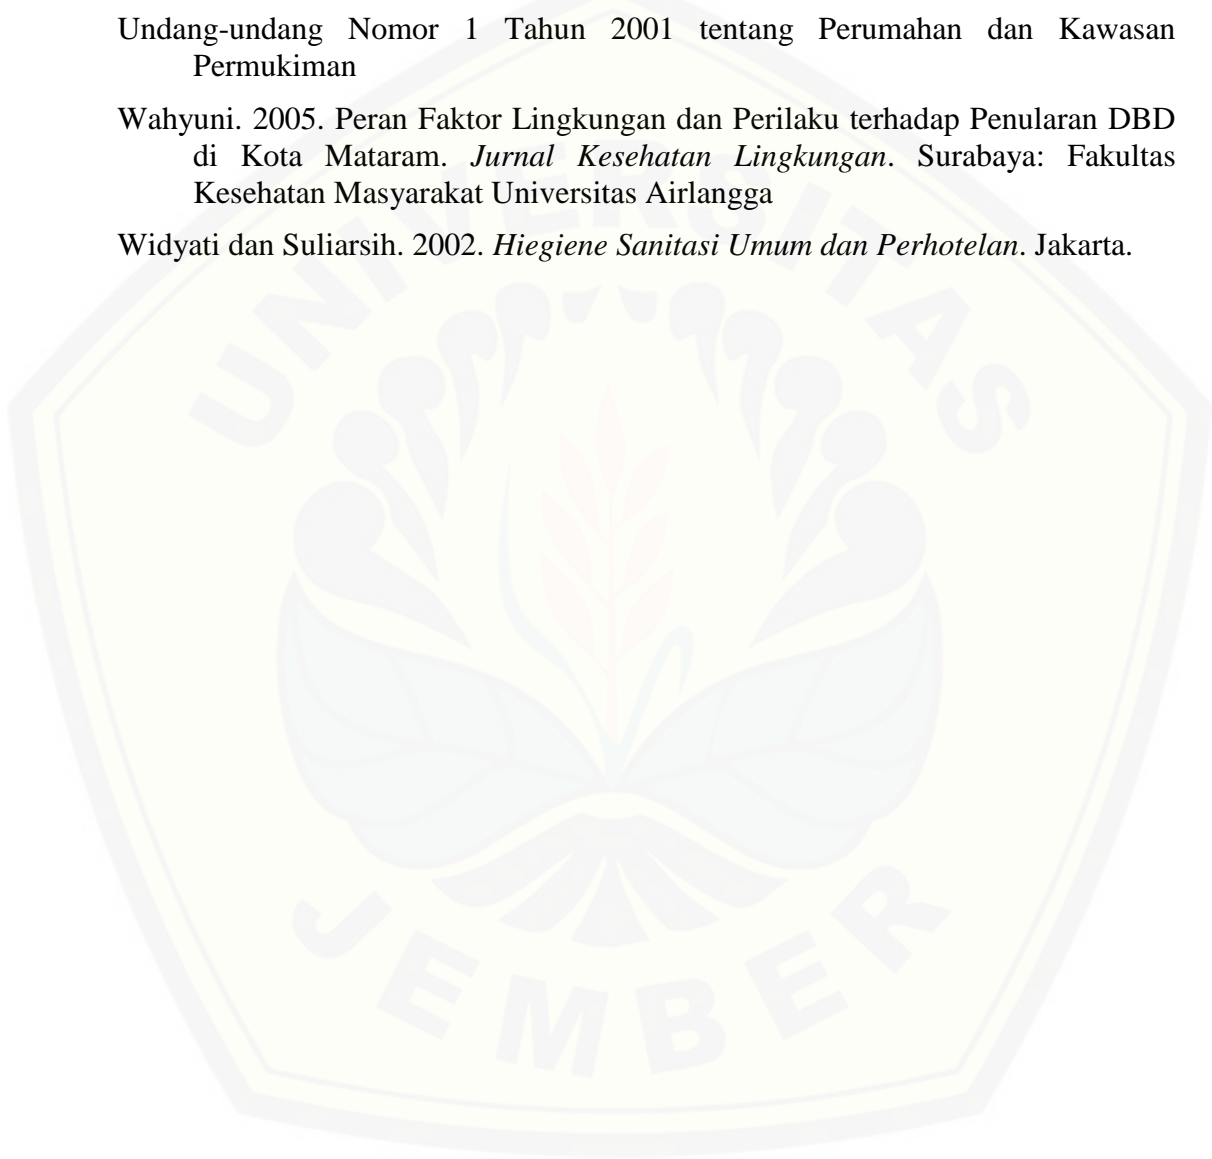 Undang-undang Nomor 1 Tahun 2001 tentang Perumahan dan Kawasan
Permukiman
Wahyuni. 2005. Peran Faktor Lingkungan dan Perilaku terhadap Penularan DBD
di Kota Mataram. Jurnal Kesehatan Lingkungan. Surabaya: Fakultas
Kesehatan Masyarakat Universitas Airlangga
Widyati dan Suliarsih. 2002. Hiegiene Sanitasi Umum dan Perhotelan. Jakarta.
UNIVERSITAS
JEMBER